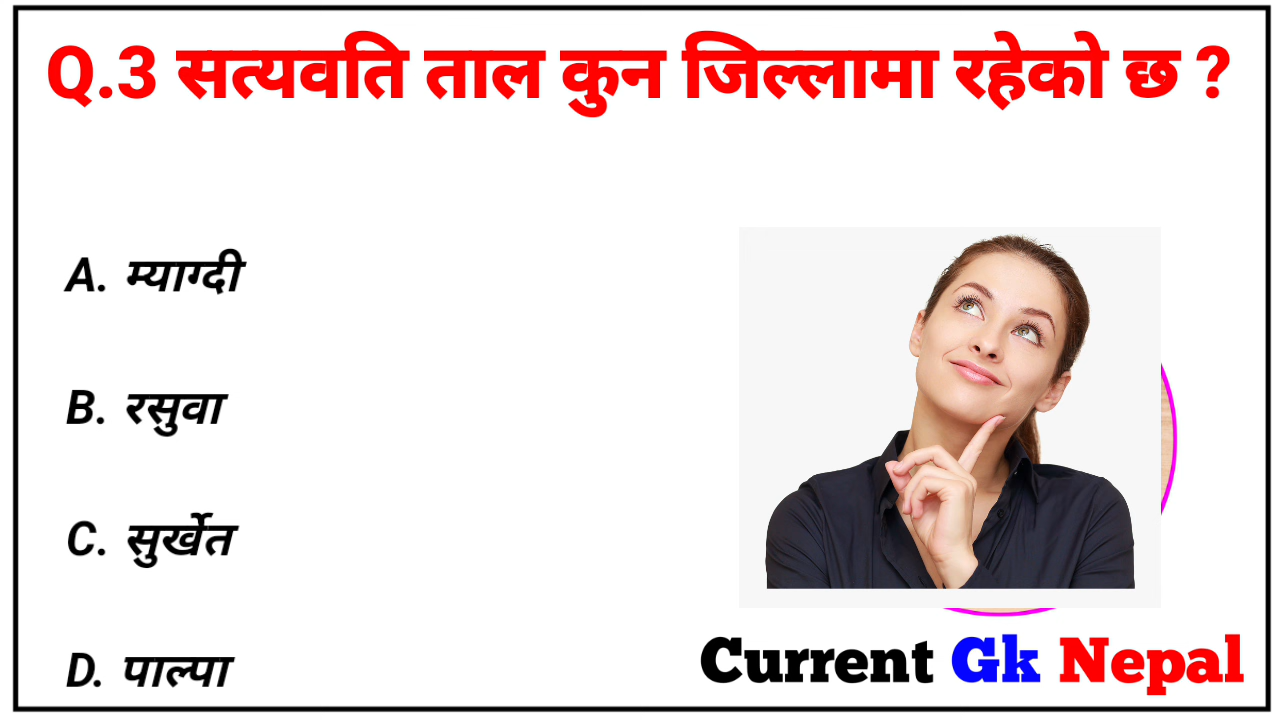 Q.3 सत्यवति ताल कुन जिल्लामा रहेको छ ?
A. म्याग्दी
B. रसुवा
C. सुर्खेत
D. पाल्पा
Current Gk Nepal